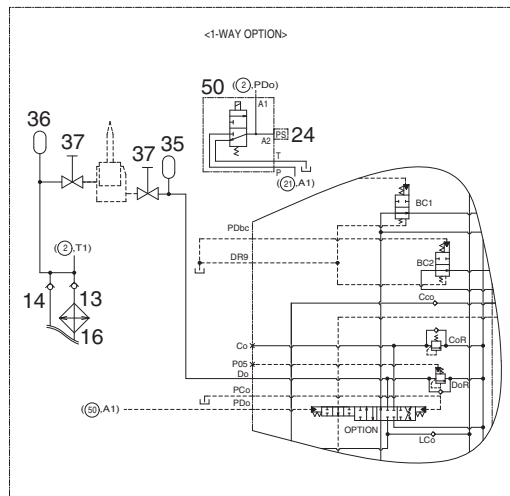 <1-WAY OPTION>
50
(2,PDo)
A1
36
37
37
35
A2
PS
24
T
P
(21,A1)
BC1
PDbc
(2,T1)
DR9
BC2
14
13
Cco
16
Co
CoR
P05
Do
DoR
PCo
(50,A1)
PDo
OPTION
LCo